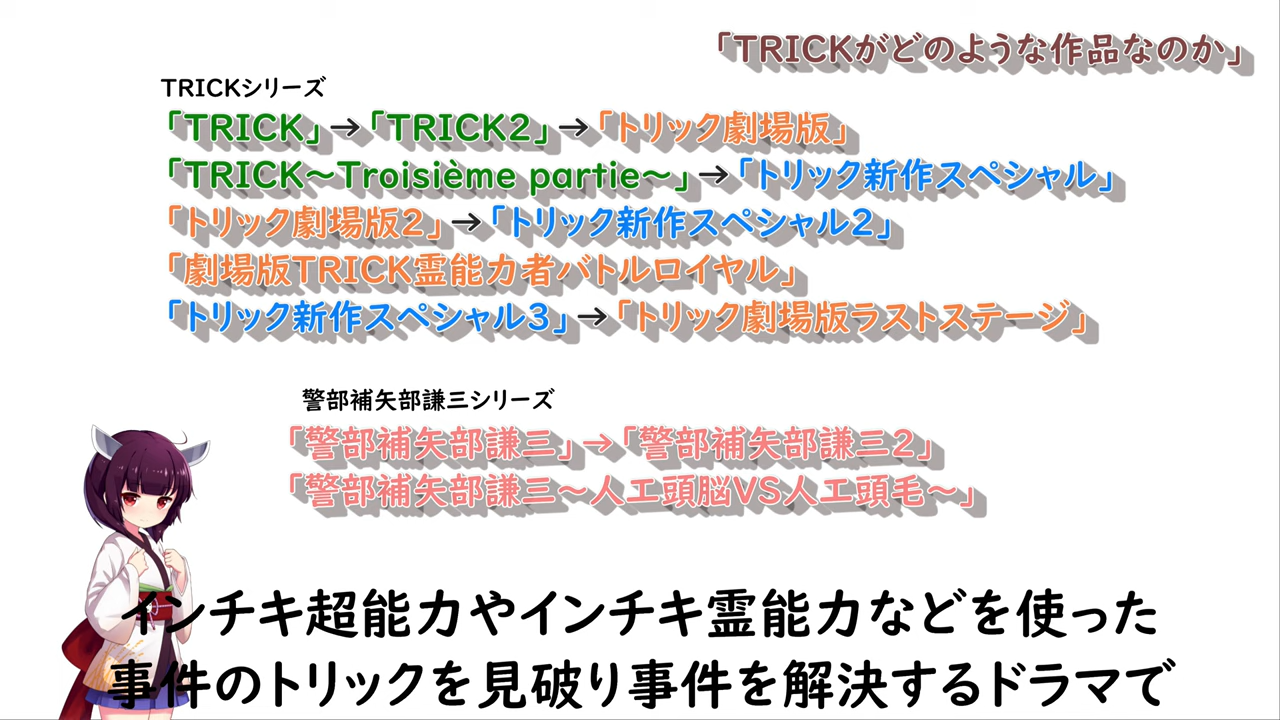 「TRICKがどのような作品なのか」
TRICKシリーズ
「TRICK」→「TRICK2」→「トリック劇場版」
「TRICK～Troisième partie～」→「トリック新作スペシャル」
「トリック劇場版2」→「トリック新作スペシャル2」
「劇場版TRICK霊能力者バトルロイヤル」
「トリック新作スペシャル3」→「トリック劇場版ラストステージ」
警部補矢部謙三シリーズ
「警部補矢部謙三」→「警部補矢部謙三2」
「警部補矢部謙三～人工頭脳VS人工頭毛～」
インチキ超能力やインチキ霊能力などを使った
事件のトリックを見破り事件を解決するドラマで